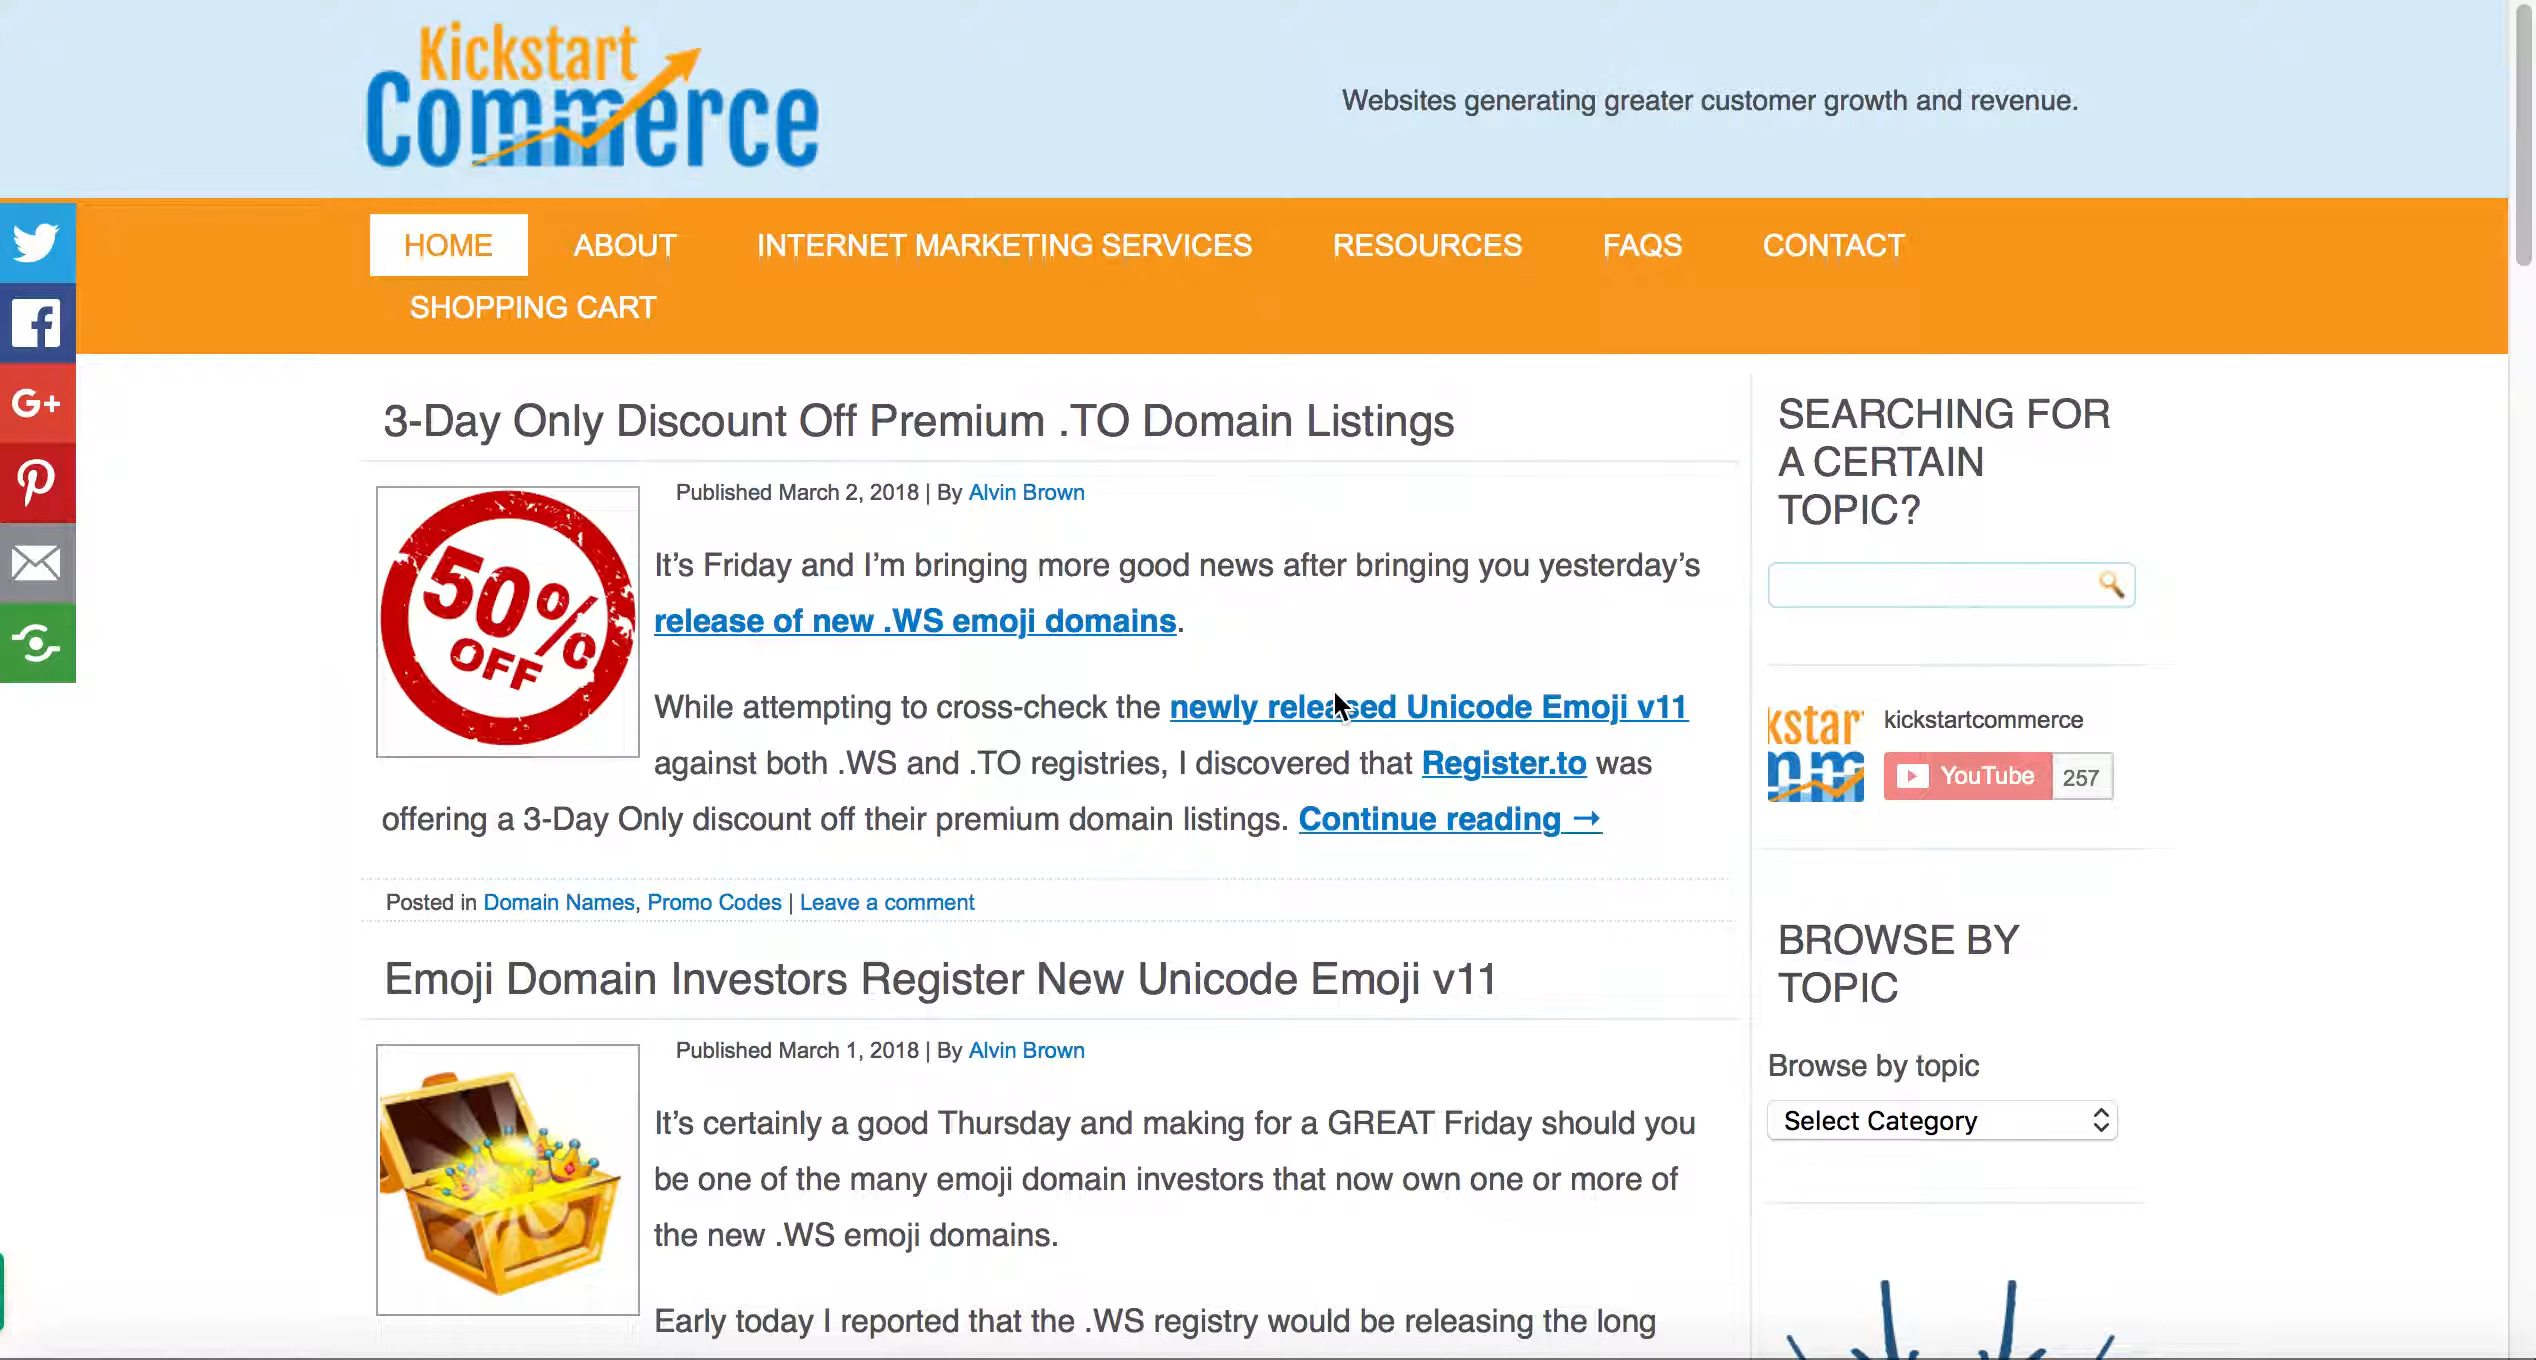 Kickstart
Commerce
Websites generating greater customer growth and revenue.
HOME ABOUT INTERNET MARKETING SERVICES RESOURCES FAQS CONTACT
SHOPPING CART
G+
3-Day Only Discount Off Premium .TO Domain Listings
Published March 2, 2018 | By Alvin Brown
50%
OFF
It’s Friday and I’m bringing more good news after bringing you yesterday’s
release of new .WS emoji domains.
While attempting to cross-check the newly released Unicode Emoji v11
against both .WS and .TO registries, I discovered that Register.to was
offering a 3-Day Only discount off their premium domain listings. Continue reading →
Posted in Domain Names, Promo Codes | Leave a comment
Emoji Domain Investors Register New Unicode Emoji v11
Published March 1, 2018 | By Alvin Brown
It’s certainly a good Thursday and making for a GREAT Friday should you
be one of the many emoji domain investors that now own one or more of
the new .WS emoji domains.
Early today I reported that the .WS registry would be releasing the long
SEARCHING FOR
A CERTAIN
TOPIC?
kickstartcommerce
YouTube 257
BROWSE BY
TOPIC
Browse by topic
Select Category